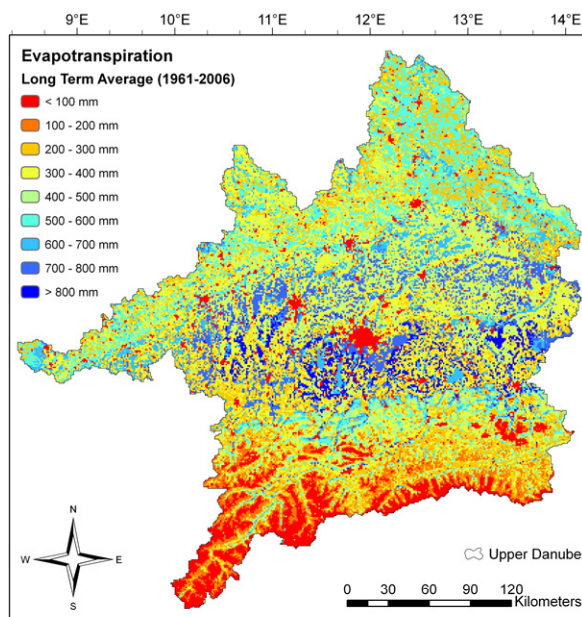 9°E 10°E 11°E 12°E 13°E 14°E
Evapotranspiration
Long Term Average (1961-2006)
< 100 mm
100 - 200 mm
200 - 300 mm
300 - 400 mm
400 - 500 mm
500 - 600 mm
600 - 700 mm
700 - 800 mm
> 800 mm
N
W E
S
Upper Danube
0 15 30 60 90 120
Kilometers